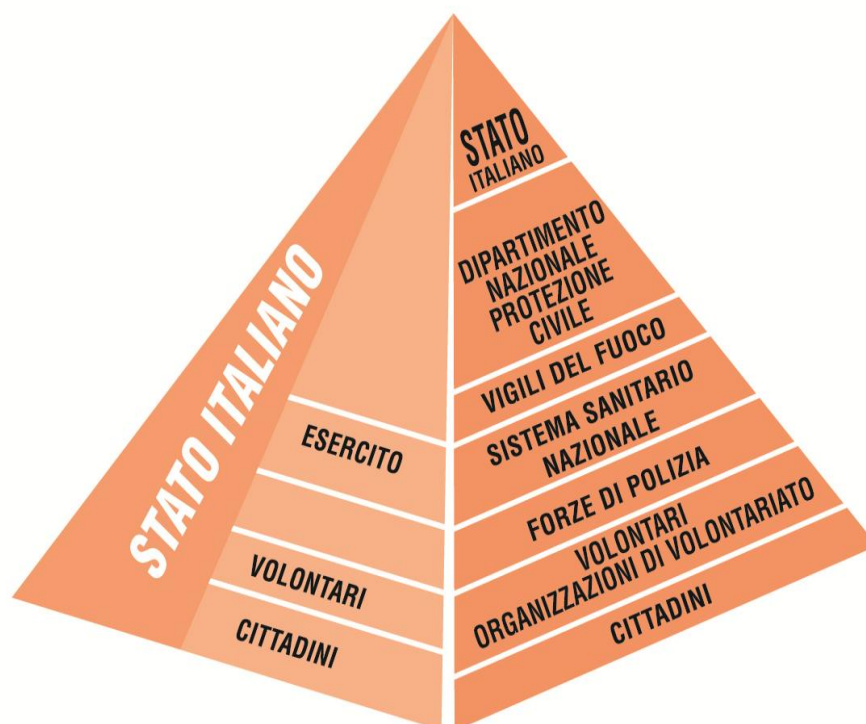 STATO ITALIANO
ESERCITO
VOLONTARI
CITTADINI
STATO
ITALIANO
DIPARTIMENTO
NAZIONALE
PROTEZIONE
CIVILE
VIGILI DEL FUOCO
SISTEMA SANITARIO
NAZIONALE
FORZE DI POLIZIA
VOLONTARI
ORGANIZZAZIONI DI VOLONTARIATO
CITTADINI